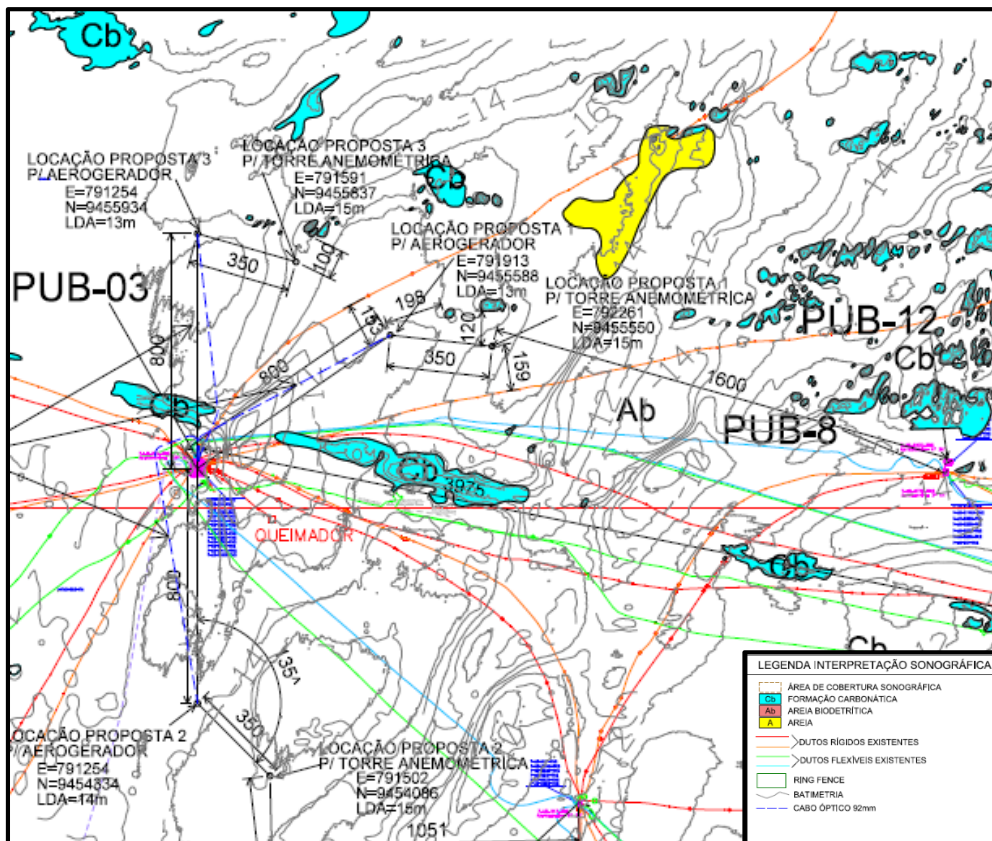 Cb
-14
-16
LOCAÇÃO PROPOSTA 3
P/ AEROGERADOR
E=791254
N=9455934
LDA=13m
LOCAÇÃO PROPOSTA 3
P/ TORRE ANEMOMÉTRICA
E=791591
N=9455837
LDA=15m
Cb
LOCAÇÃO PROPOSTA 1
P/ AEROGERADOR
E=791913
N=9455588
LDA=13m
LOCAÇÃO PROPOSTA 1
P/ TORRE ANEMOMÉTRICA
E=792261
N=9455550
LDA=15m
350
100
PUB-03
800
198
153
120
350
159
800
1600
PUB-12
Cb
Ab
PUB-8
Cb
3975
QUEIMADOR
Cb
Cb
800
135
350
LOCAÇÃO PROPOSTA 2
P/ AEROGERADOR
E=791254
N=9454334
LDA=14m
LOCAÇÃO PROPOSTA 2
P/ TORRE ANEMOMÉTRICA
E=791502
N=9454086
LDA=15m
1051
LEGENDA INTERPRETAÇÃO SONOGRÁFICA
ÁREA DE COBERTURA SONOGRÁFICA
Cb FORMAÇÃO CARBONÁTICA
Ab AREIA BIODETRÍTICA
A AREIA
DUTOS RÍGIDOS EXISTENTES
DUTOS FLEXÍVEIS EXISTENTES
RING FENCE
BATIMETRIA
CABO ÓPTICO 92mm